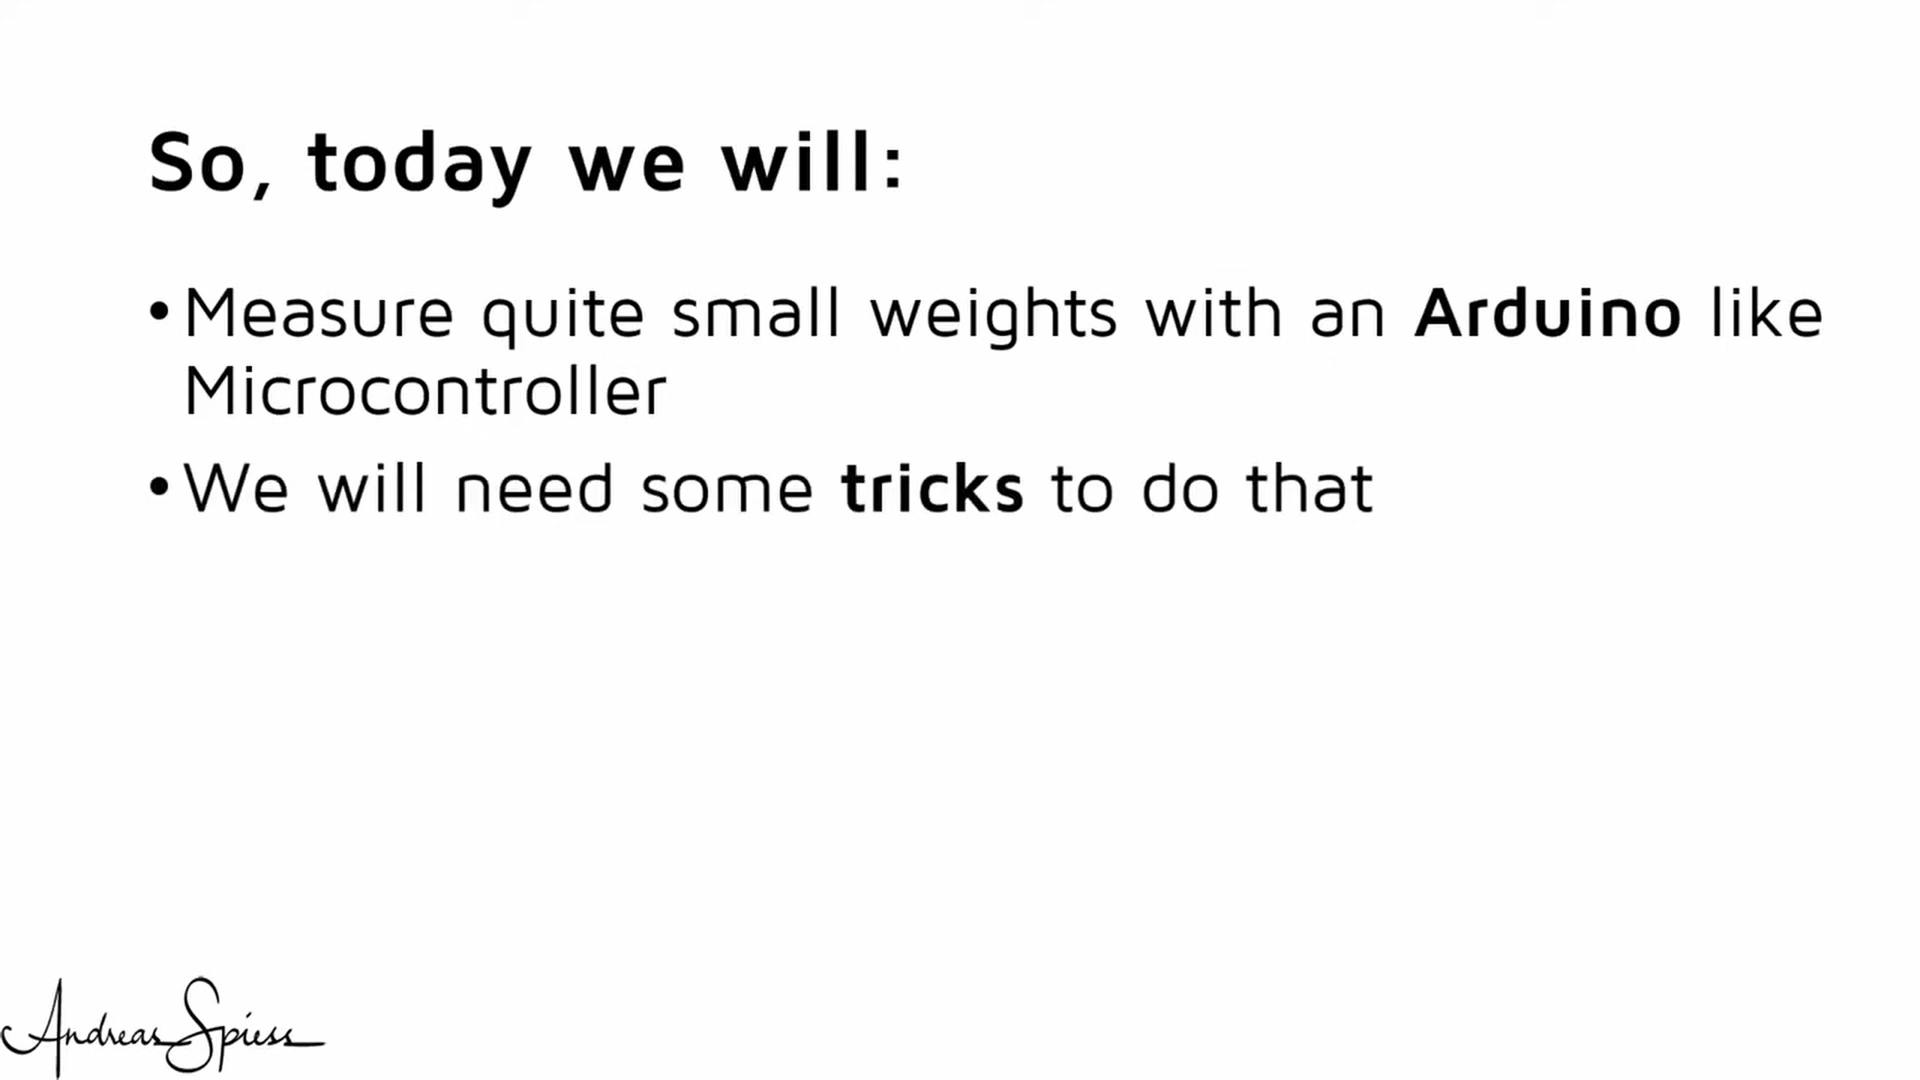 So, today we will:
• Measure quite small weights with an Arduino like
Microcontroller
• We will need some tricks to do that
Andreas Spiess